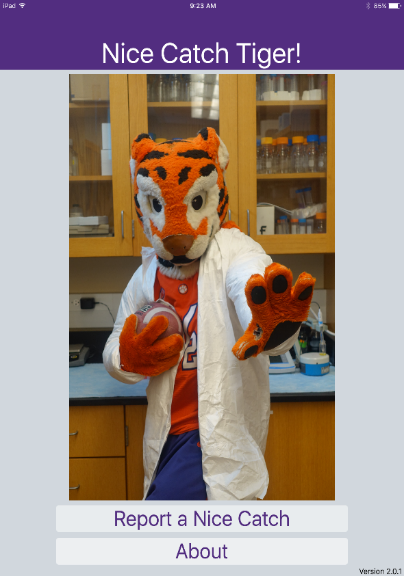 iPad 9:23 AM 85%
Nice Catch Tiger!
Report a Nice Catch
About
Version 2.0.1